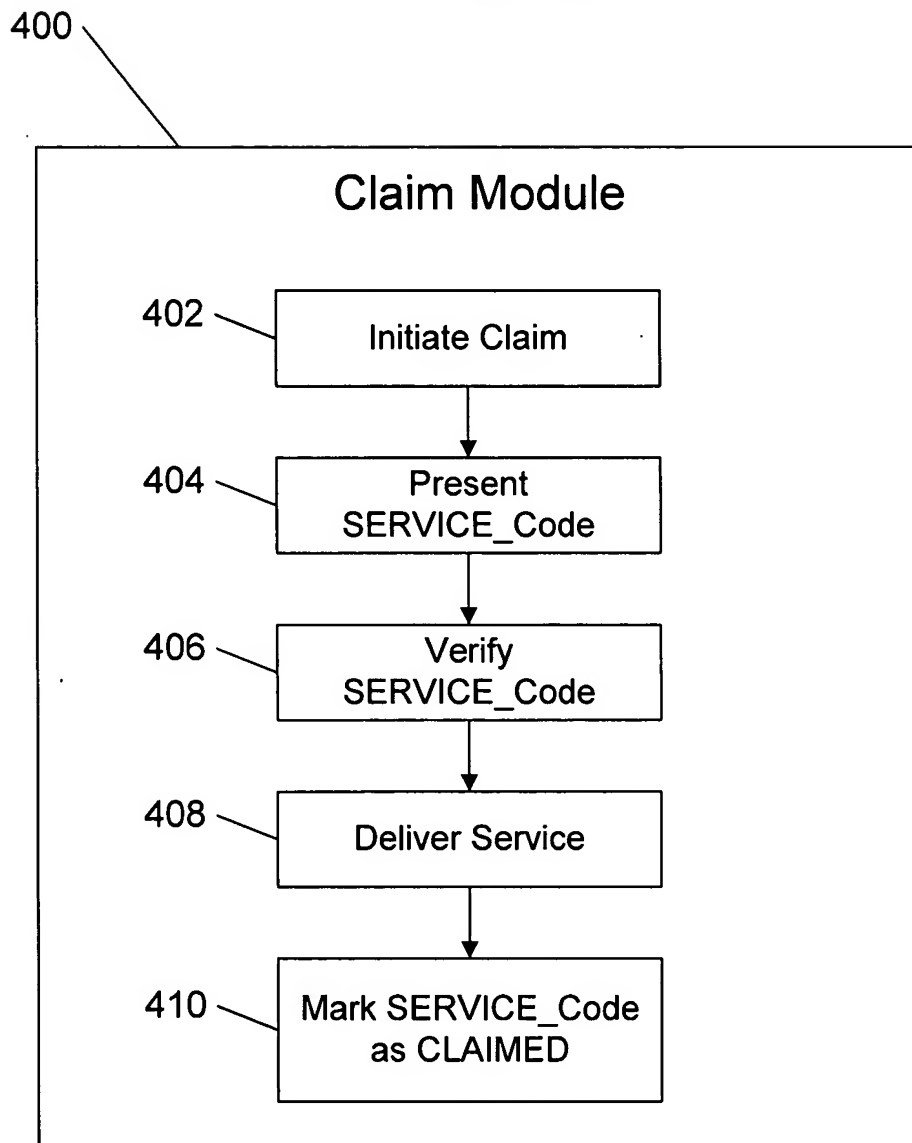 400
Claim Module
402
Initiate Claim
404
Present
SERVICE_Code
406
Verify
SERVICE_Code
408
Deliver Service
410
Mark SERVICE_Code
as CLAIMED